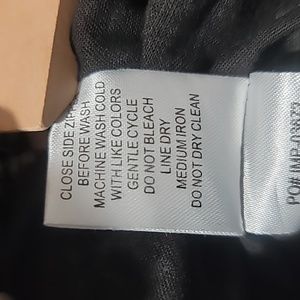 CLOSE SIDE
BEFORE WASH
MACHINE WASH COLD
WITH LIKE COLORS
GENTLE CYCLE
DO NOT BLEACH
LINE DRY
MEDIUM IRON
DO NOT DRY CLEAN